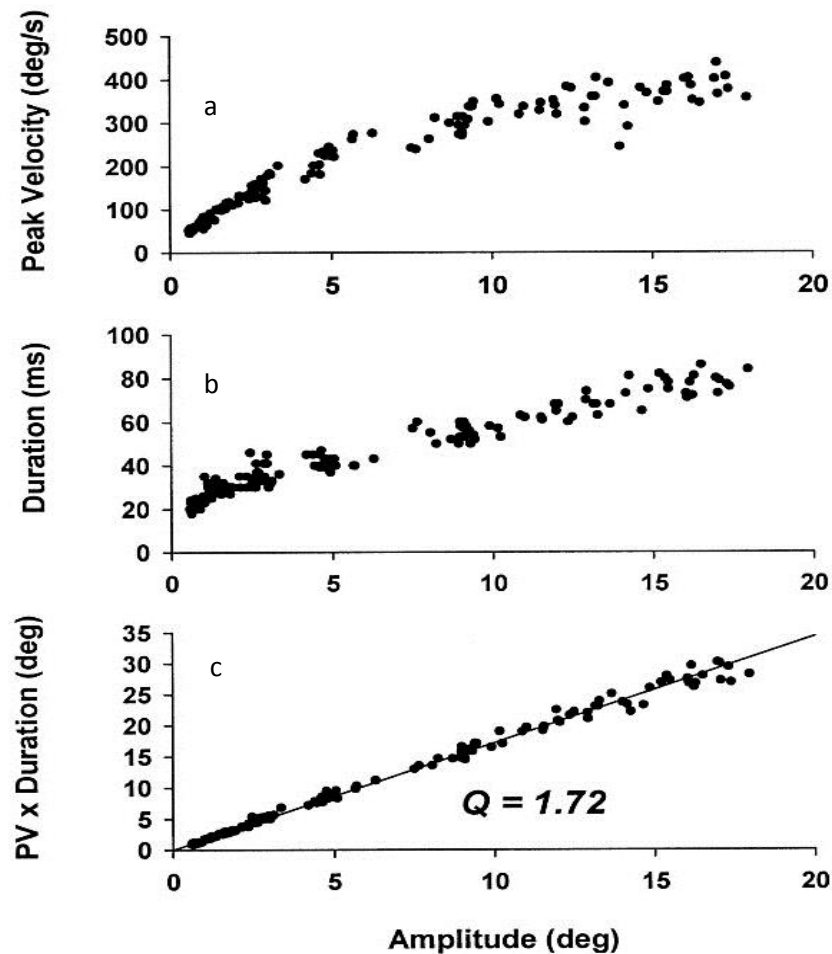 500
400
300
200
100
0
Peak Velocity (deg/s)
a
0 5 10 15 20
100
80
60
40
20
0
Duration (ms)
b
0 5 10 15 20
35
30
25
20
15
10
5
0
PV x Duration (deg)
c
Q = 1.72
0 5 10 15 20
Amplitude (deg)